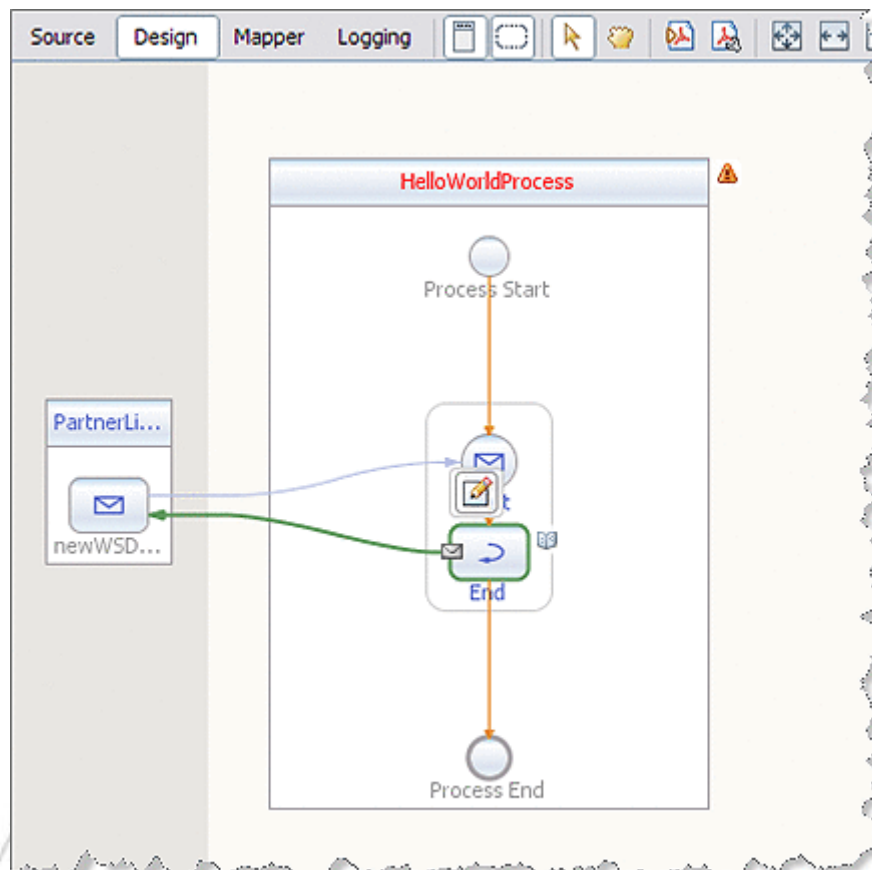 Source Design Mapper Logging
HelloWorldProcess
Process Start
PartnerLi...
newWSD...
End
Process End